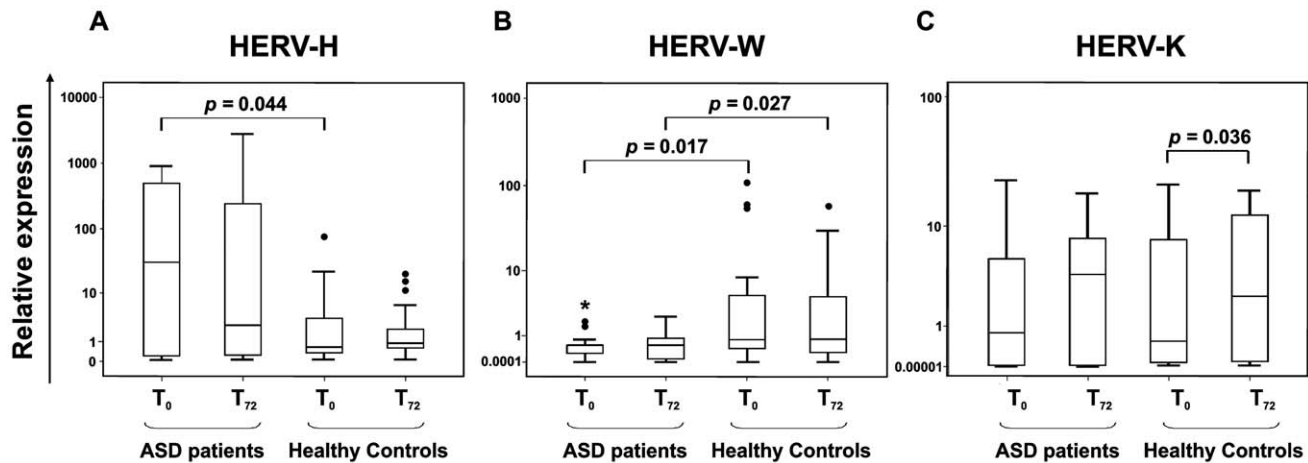 A
HERV-H
Relative expression
10000
1000
100
10
1
0
p = 0.044
T0
T72
T0
T72
ASD patients
Healthy Controls
B
HERV-W
1000
100
10
1
0.0001
p = 0.027
p = 0.017
*
T0
T72
T0
T72
ASD patients
Healthy Controls
C
HERV-K
100
10
1
0.00001
p = 0.036
T0
T72
T0
T72
ASD patients
Healthy Controls